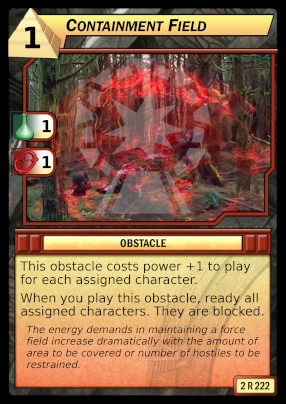 CONTAINMENT FIELD
1
1
1
OBSTACLE
This obstacle costs power +1 to play
for each assigned character.
When you play this obstacle, ready all
assigned characters. They are blocked.
The energy demands in maintaining a force
field increase dramatically with the amount of
area to be covered or number of hostiles to be
restrained.
2 R 222